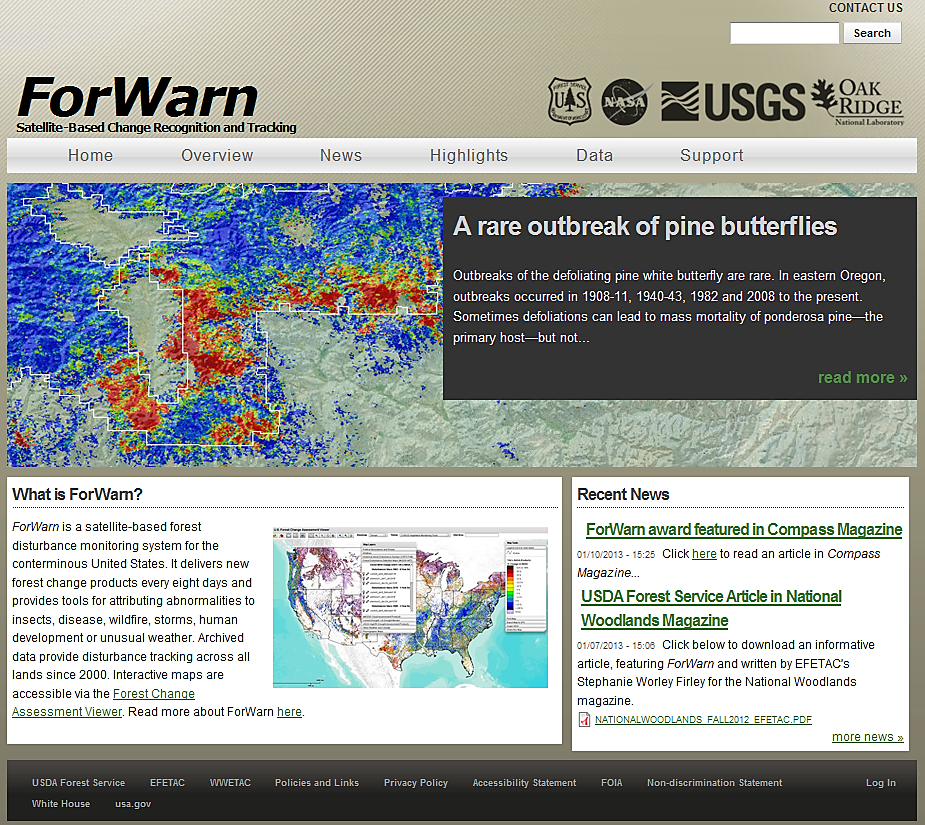 CONTACT US
Search
ForWarn
Satellite-Based Change Recognition and Tracking
FOREST SERVICE
UAS
DEPARTMENT OF AGRICULTURE
NASA
USGS
OAK
RIDGE
National Laboratory
Home Overview News Highlights Data Support
A rare outbreak of pine butterflies
Outbreaks of the defoliating pine white butterfly are rare. In eastern Oregon,
outbreaks occurred in 1908-11, 1940-43, 1982 and 2008 to the present.
Sometimes defoliations can lead to mass mortality of ponderosa pine—the
primary host—but not...
read more »
What is ForWarn?
ForWarn is a satellite-based forest
disturbance monitoring system for the
conterminous United States. It delivers new
forest change products every eight days and
provides tools for attributing abnormalities to
insects, disease, wildfire, storms, human
development or unusual weather. Archived
data provide disturbance tracking across all
lands since 2000. Interactive maps are
accessible via the Forest Change
Assessment Viewer. Read more about ForWarn here.
Recent News
ForWarn award featured in Compass Magazine
01/10/2013 - 15:25 Click here to read an article in Compass
Magazine...
USDA Forest Service Article in National
Woodlands Magazine
01/07/2013 - 15:06 Click below to download an informative
article, featuring ForWarn and written by EFETAC's
Stephanie Worley Firley for the National Woodlands
magazine.
NATIONALWOODLANDS_FALL2012_EFETAC.PDF
more news »
USDA Forest Service EFETAC WWETAC Policies and Links Privacy Policy Accessibility Statement FOIA Non-discrimination Statement Log In
White House usa.gov